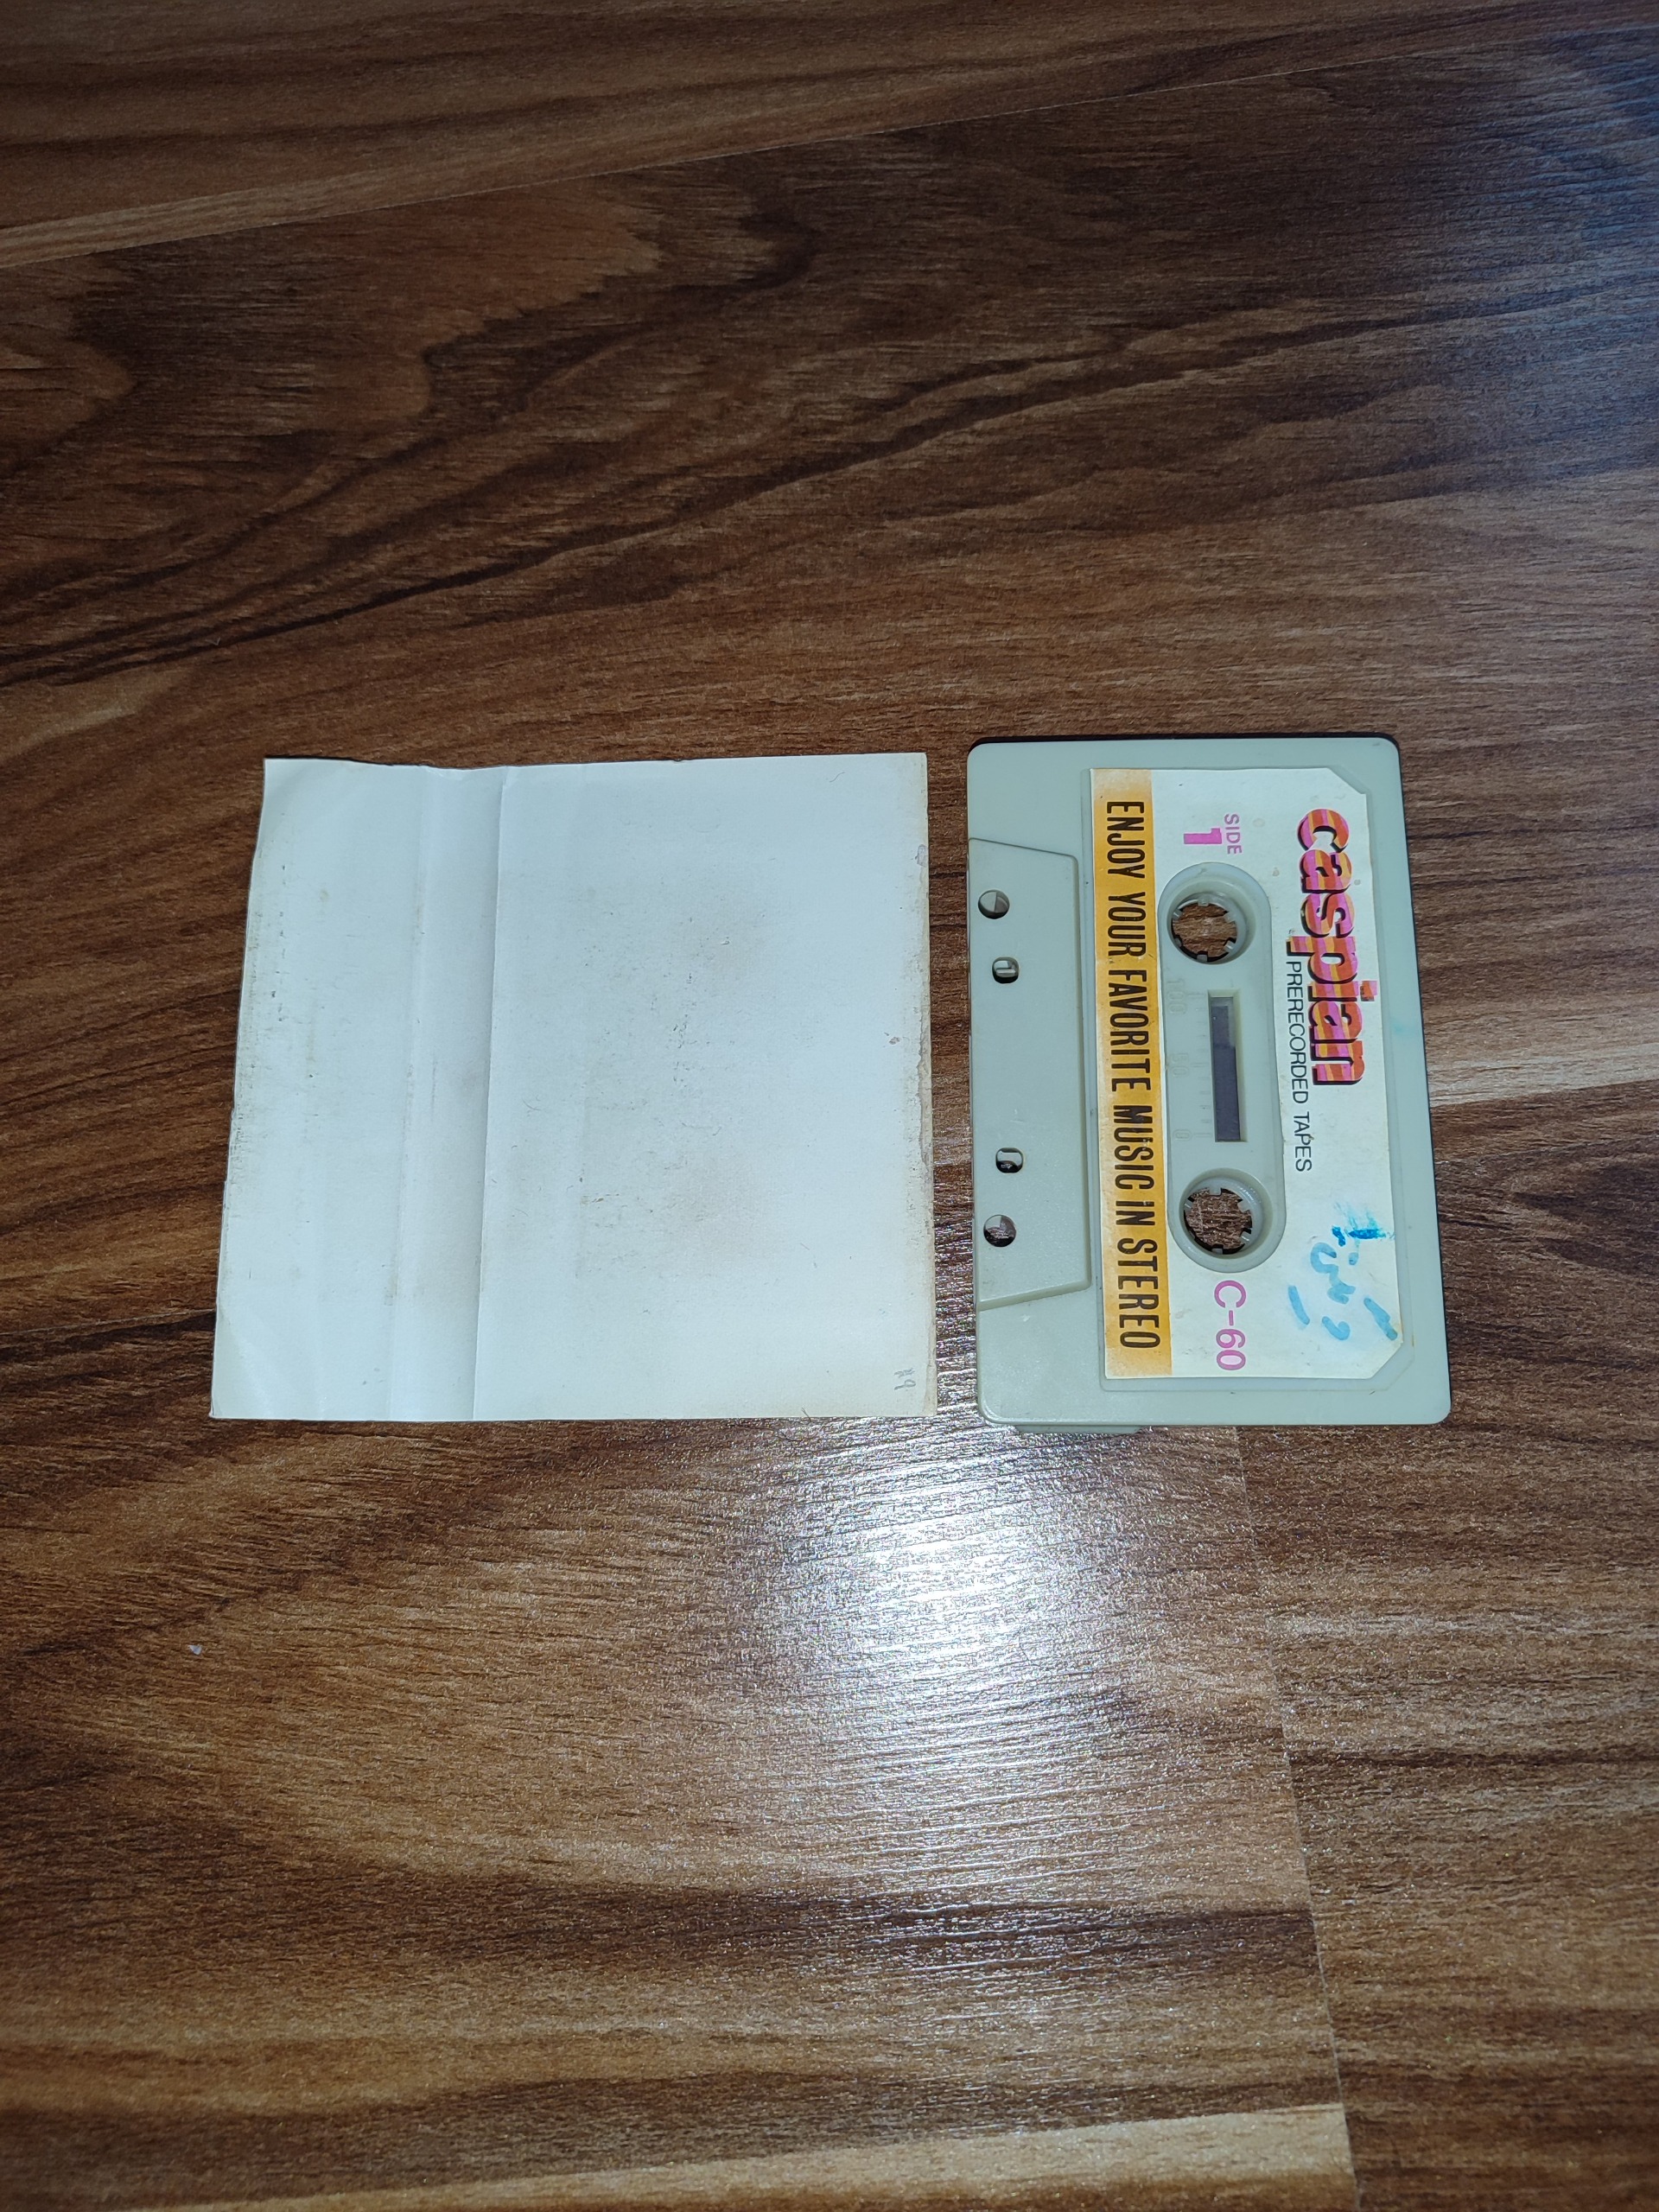 caspian
PRERECORDED TAPES
SIDE
1
C-60
ENJOY YOUR FAVORITE MUSIC IN STEREO